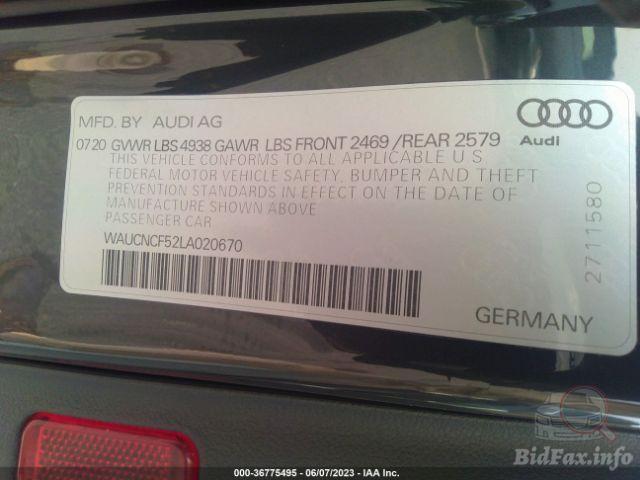 MFD. BY AUDI AG
0720 GVWR LBS 4938 GAWR LBS FRONT 2469 /REAR 2579
THIS VEHICLE CONFORMS TO ALL APPLICABLE U S
FEDERAL MOTOR VEHICLE SAFETY, BUMPER AND THEFT
PREVENTION STANDARDS IN EFFECT ON THE DATE OF
MANUFACTURE SHOWN ABOVE
PASSENGER CAR
WAUCNCF52LA020670
Audi
2711580
GERMANY
000-36775495 - 06/07/2023 - IAA Inc.
BidFax.info